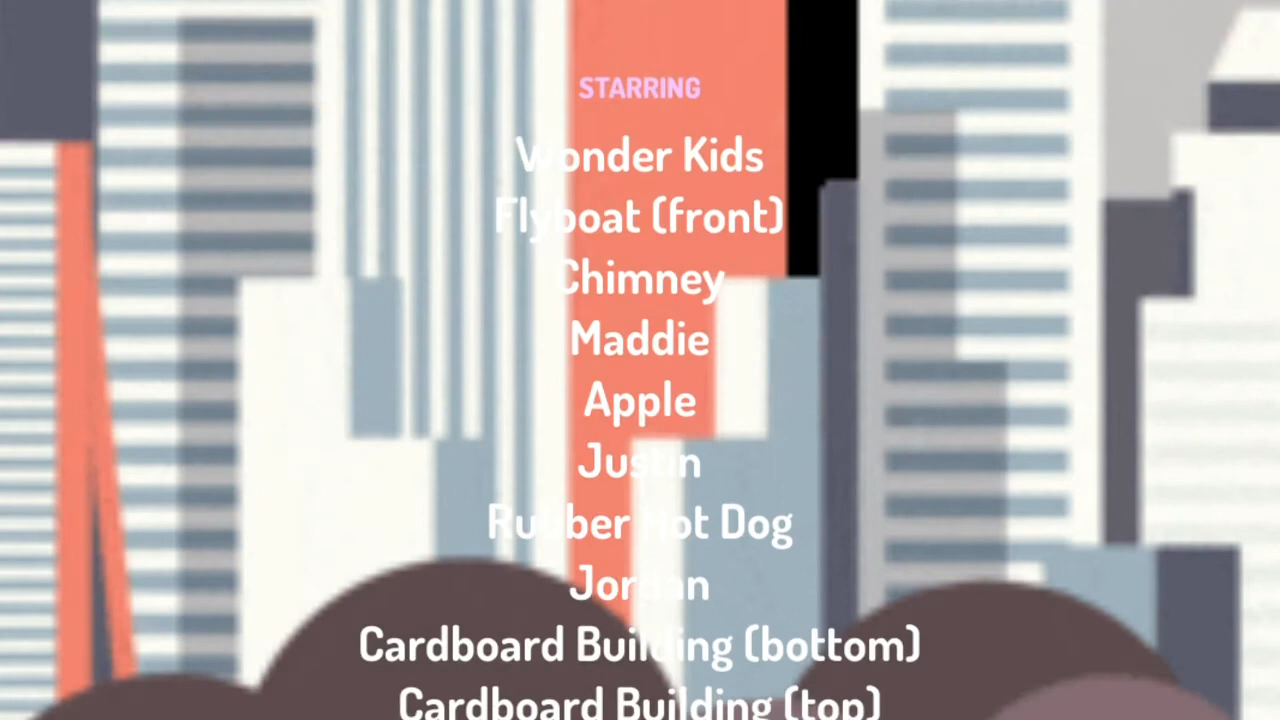 STARRING
Wonder Kids
Flyboat (front)
Chimney
Maddie
Apple
Justin
Rubber Hot Dog
Jordan
Cardboard Building (bottom)
Cardboard Building (top)